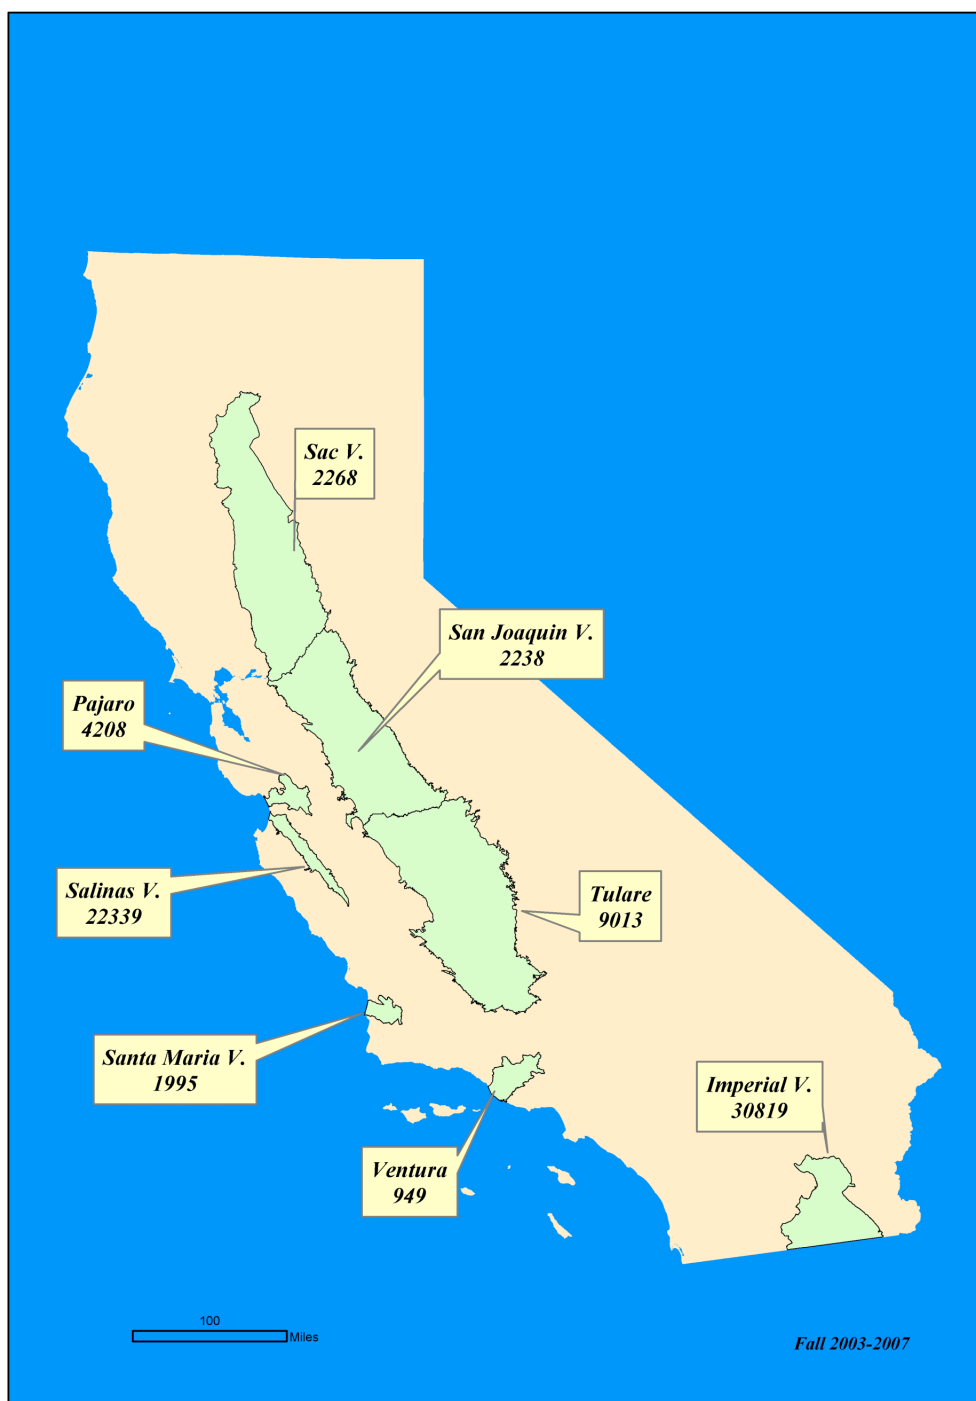 Sac V.
2268
San Joaquin V.
2238
Pajaro
4208
Salinas V.
22339
Tulare
9013
Santa Maria V.
1995
Imperial V.
30819
Ventura
949
100
Miles
Fall 2003-2007